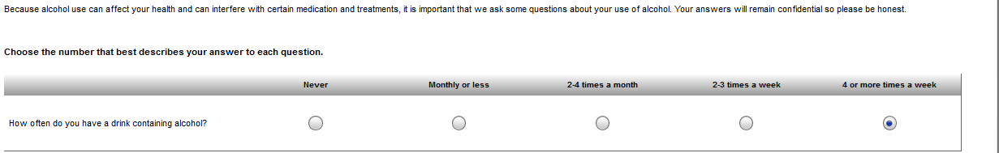 Because alcohol use can affect your health and can interfere with certain medication and treatments, it is important that we ask some questions about your use of alcohol. Your answers will remain confidential so please be honest.
Choose the number that best describes your answer to each question.
Never Monthly or less 2-4 times a month 2-3 times a week 4 or more times a week
How often do you have a drink containing alcohol?